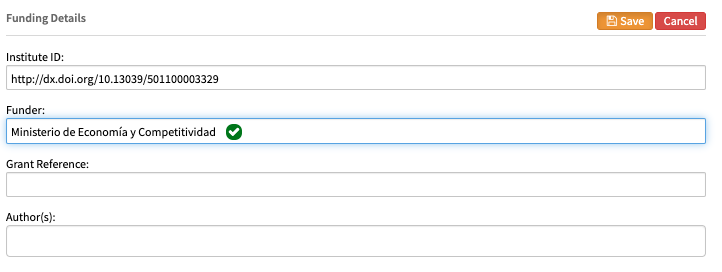 Funding Details
Save Cancel
Institute ID:
http://dx.doi.org/10.13039/501100003329
Funder:
Ministerio de Economía y Competitividad
Grant Reference:
Author(s):